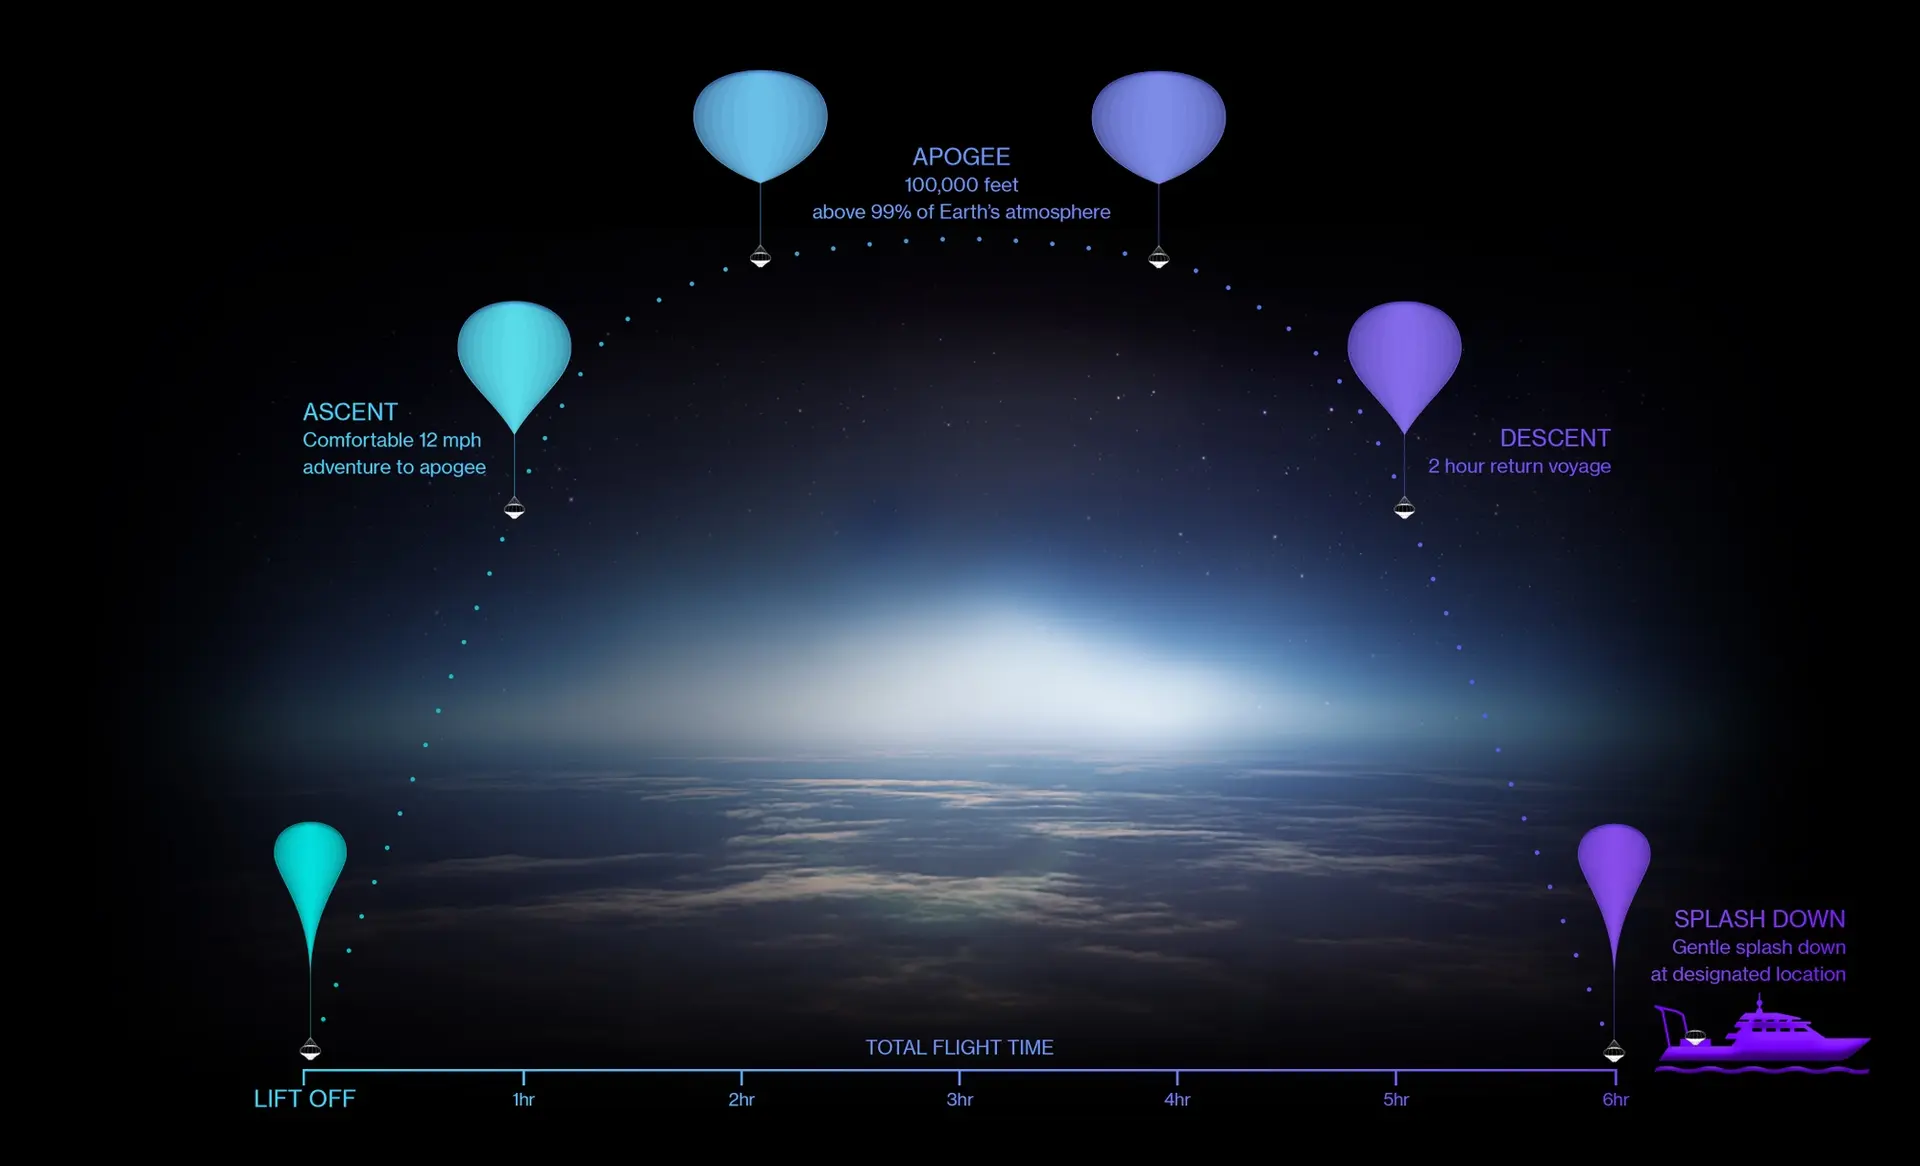 APOGEE
100,000 feet
above 99% of Earth's atmosphere
ASCENT
Comfortable 12 mph
adventure to apogee
DESCENT
2 hour return voyage
SPLASH DOWN
Gentle splash down
at designated location
TOTAL FLIGHT TIME
LIFT OFF
1hr
2hr
3hr
4hr
5hr
6hr